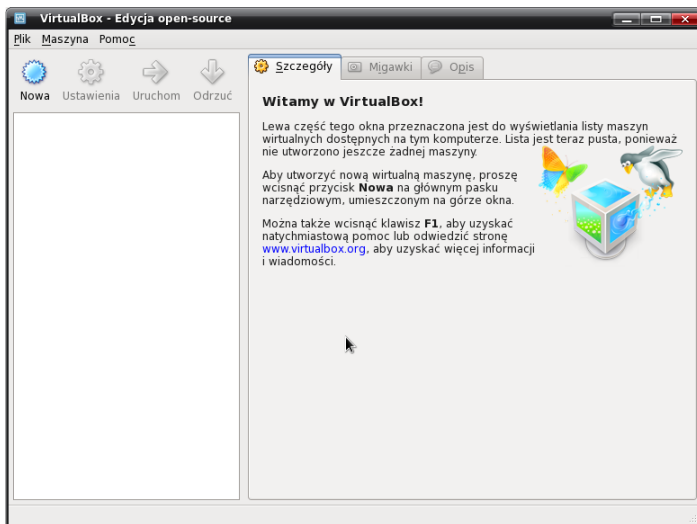 VirtualBox - Edycja open-source
Plik Maszyna Pomoc
Nowa Ustawienia Uruchom Odrzuć
Szczegóły Migawki Opis
Witamy w VirtualBox!
Lewa część tego okna przeznaczona jest do wyświetlania listy maszyn
wirtualnych dostępnych na tym komputerze. Lista jest teraz pusta, ponieważ
nie utworzono jeszcze żadnej maszyny.
Aby utworzyć nową wirtualną maszynę, proszę
wcisnąć przycisk Nowa na głównym pasku
narzędziowym, umieszczonym na górze okna.
Można także wcisnąć klawisz F1, aby uzyskać
natychmiastową pomoc lub odwiedzić stronę
www.virtualbox.org, aby uzyskać więcej informacji
i wiadomości.